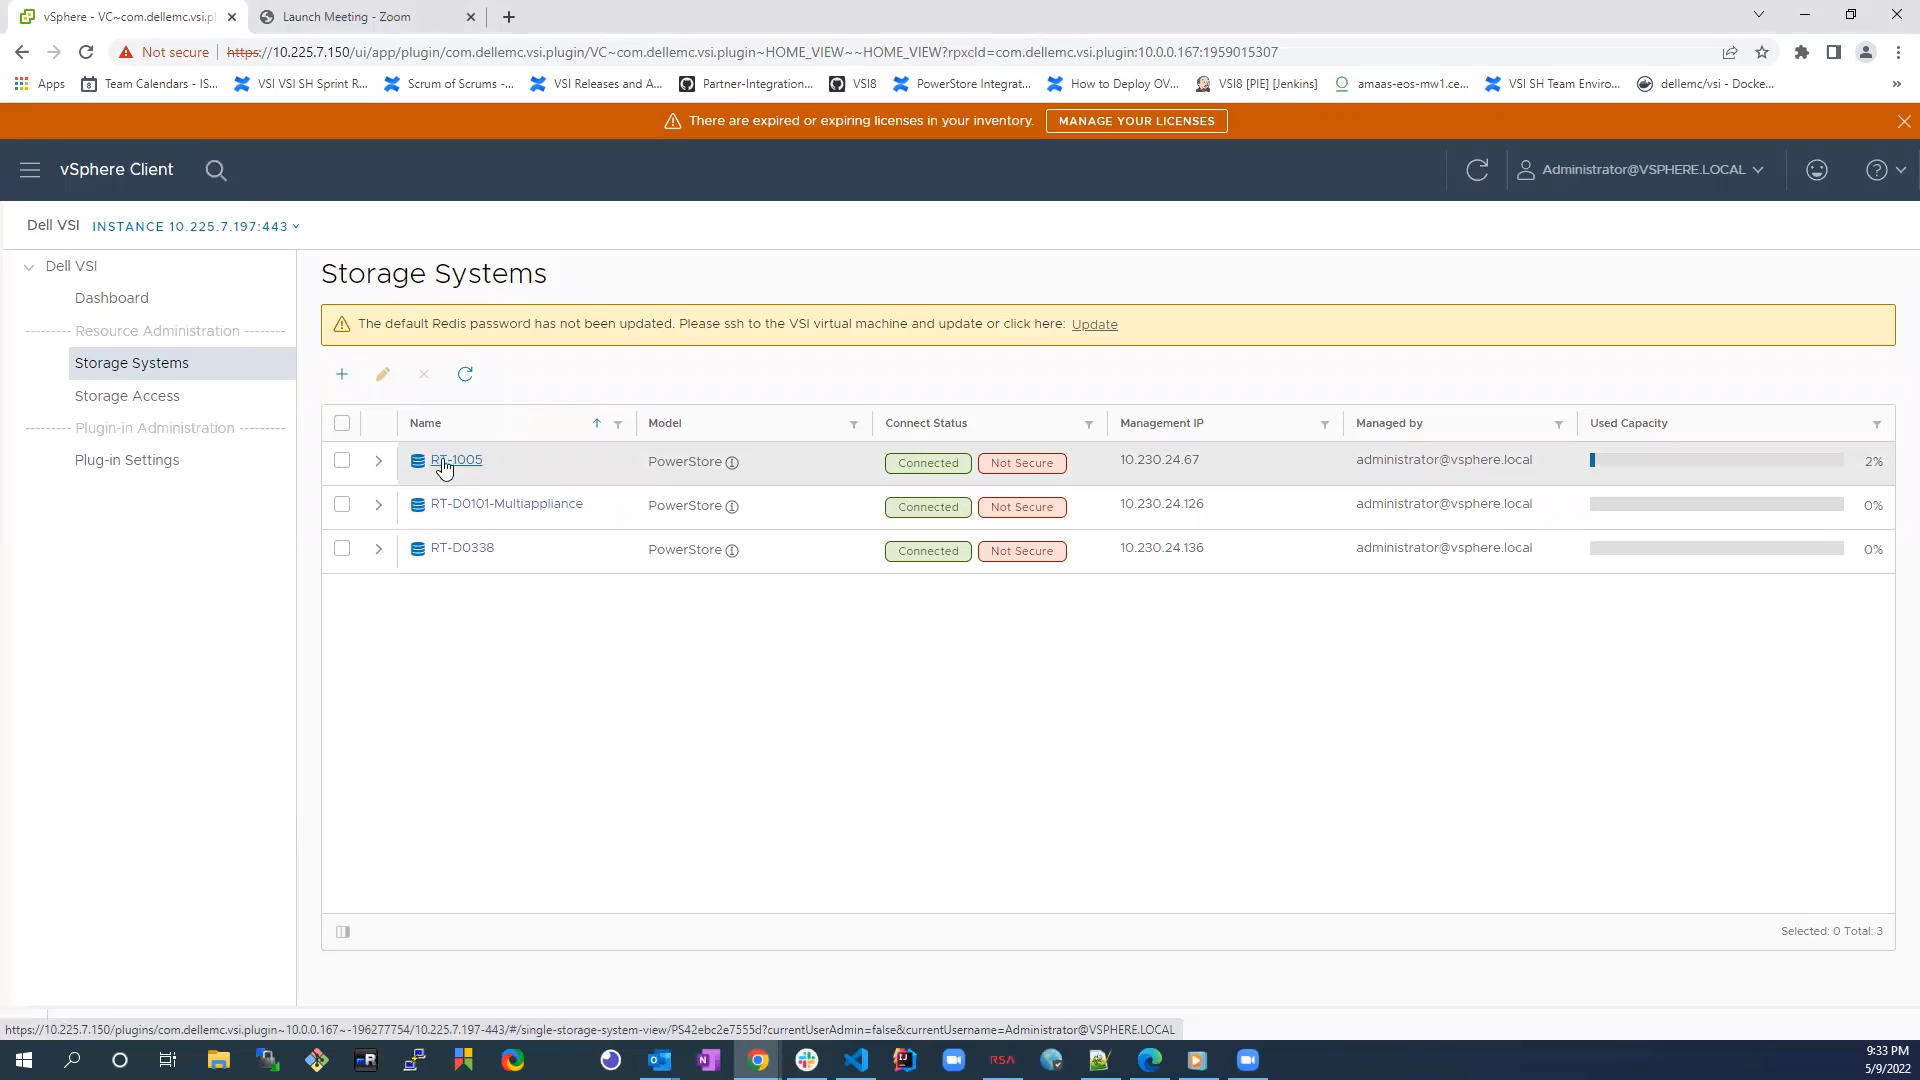 vSphere - VC~com.dellemc.vsi.pl
Launch Meeting - Zoom
Not secure
https://10.225.7.150/ui/app/plugin/com.dellemc.vsi.plugin/VC~com.dellemc.vsi.plugin~HOME_VIEW~~HOME_VIEW?rpxcId=com.dellemc.vsi.plugin:10.0.0.167:1959015307
Apps
Team Calendars - IS...
VSI VSI SH Sprint R...
Scrum of Scrums -...
VSI Releases and A...
Partner-Integration...
VSI8
PowerStore Integrat...
How to Deploy OV...
VSI8 [PIE] [Jenkins]
amaas-eos-mw1.ce...
VSI SH Team Enviro...
dellemc/vsi - Docke...
»
There are expired or expiring licenses in your inventory.
MANAGE YOUR LICENSES
vSphere Client
Administrator@VSPHERE.LOCAL
Dell VSI
INSTANCE 10.225.7.197:443
Dell VSI
Dashboard
Resource Administration
Storage Systems
Storage Access
Plugin-in Administration
Plug-in Settings
Storage Systems
The default Redis password has not been updated. Please ssh to the VSI virtual machine and update or click here: Update
Name
Model
Connect Status
Management IP
Managed by
Used Capacity
RT-1005
PowerStore
Connected
Not Secure
10.230.24.67
administrator@vsphere.local
2%
RT-D0101-Multiappliance
PowerStore
Connected
Not Secure
10.230.24.126
administrator@vsphere.local
0%
RT-D0338
PowerStore
Connected
Not Secure
10.230.24.136
administrator@vsphere.local
0%
Selected: 0 Total: 3
https://10.225.7.150/plugins/com.dellemc.vsi.plugin~10.0.0.167~-196277754/10.225.7.197-443/#/single-storage-system-view/PS42ebc2e7555d?currentUserAdmin=false&currentUsername=Administrator@VSPHERE.LOCAL
RSA
9:33 PM
5/9/2022